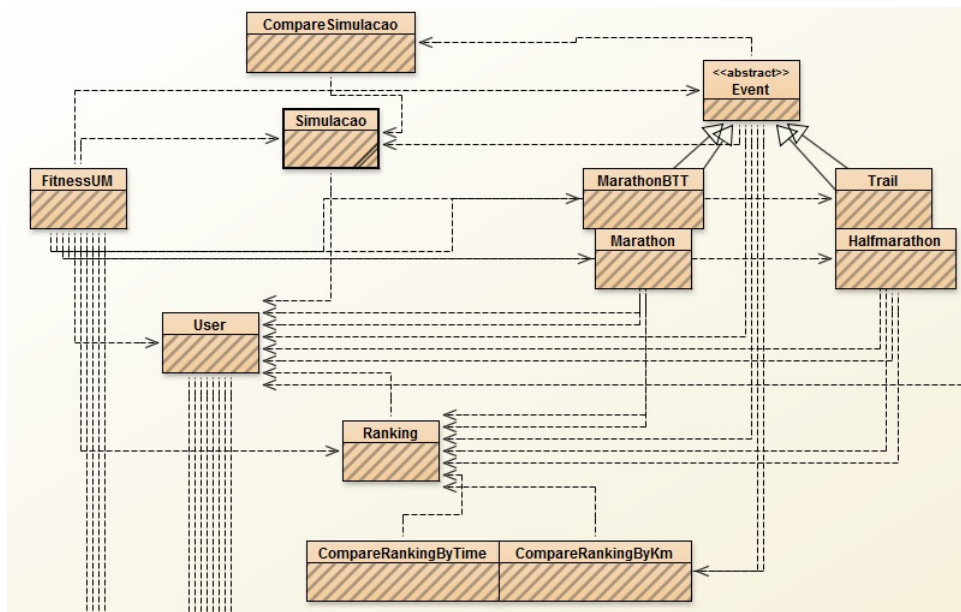 CompareSimulacao
<<abstract>>
Event
Simulacao
FitnessUM
MarathonBTT
Trail
Marathon
Halfmarathon
User
Ranking
CompareRankingByTime
CompareRankingByKm